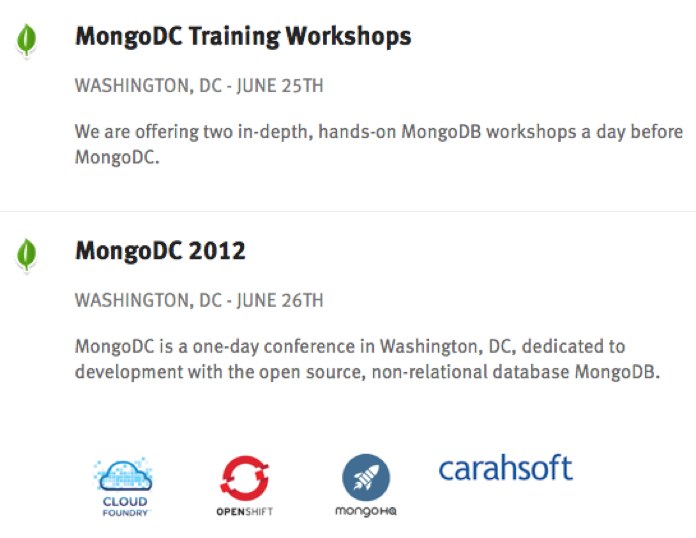 MongoDC Training Workshops
WASHINGTON, DC - JUNE 25TH
We are offering two in-depth, hands-on MongoDB workshops a day before
MongoDC.
MongoDC 2012
WASHINGTON, DC - JUNE 26TH
MongoDC is a one-day conference in Washington, DC, dedicated to
development with the open source, non-relational database MongoDB.
CLOUD
FOUNDRY
OPENSHIFT
mongoHQ
carahsoft